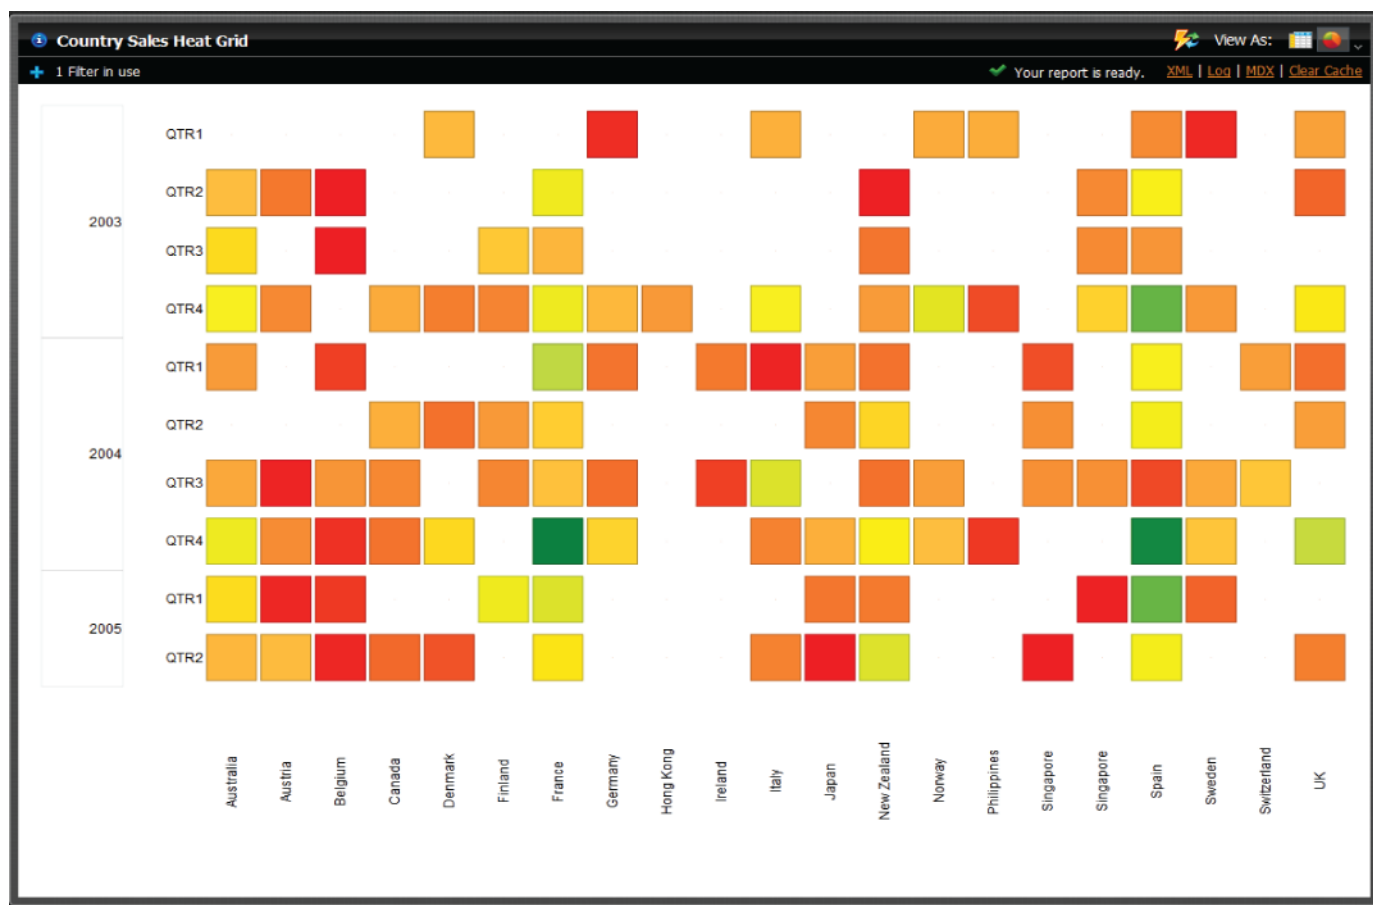 Country Sales Heat Grid
View As:
1 Filter in use
Your report is ready. XML | Log | MDX | Clear Cache
2003
QTR1
QTR2
QTR3
QTR4
2004
QTR1
QTR2
QTR3
QTR4
2005
QTR1
QTR2
Australia
Austria
Belgium
Canada
Denmark
Finland
France
Germany
Hong Kong
Ireland
Italy
Japan
New Zealand
Norway
Philippines
Singapore
Singapore
Spain
Sweden
Switzerland
UK